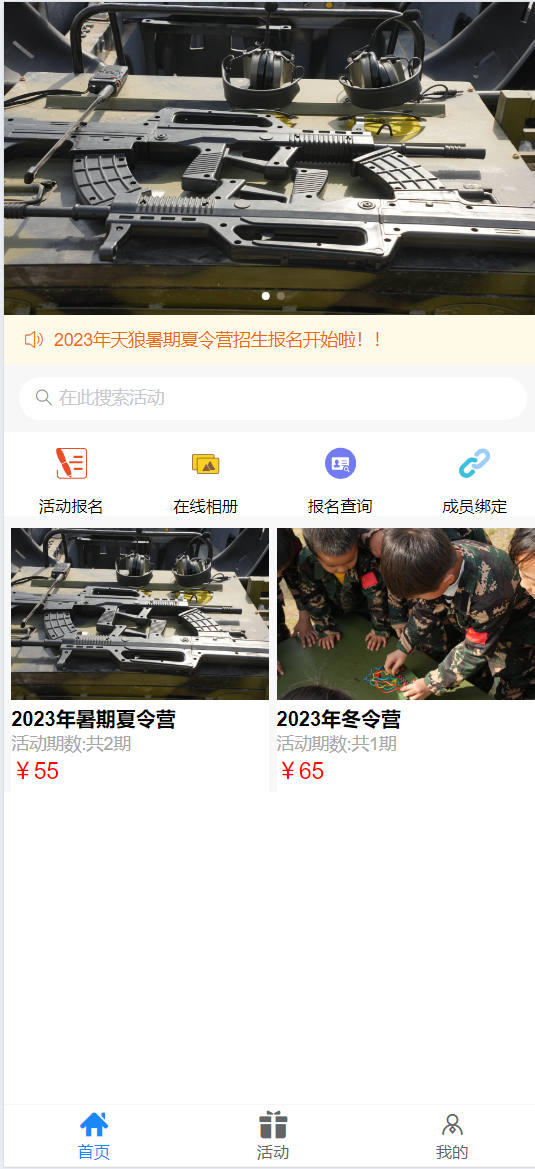 2023年天狼暑期夏令营招生报名开始啦！！
在此搜索活动
活动报名
在线相册
报名查询
成员绑定
2023年暑期夏令营
活动期数:共2期
￥55
2023年冬令营
活动期数:共1期
￥65
首页
活动
我的